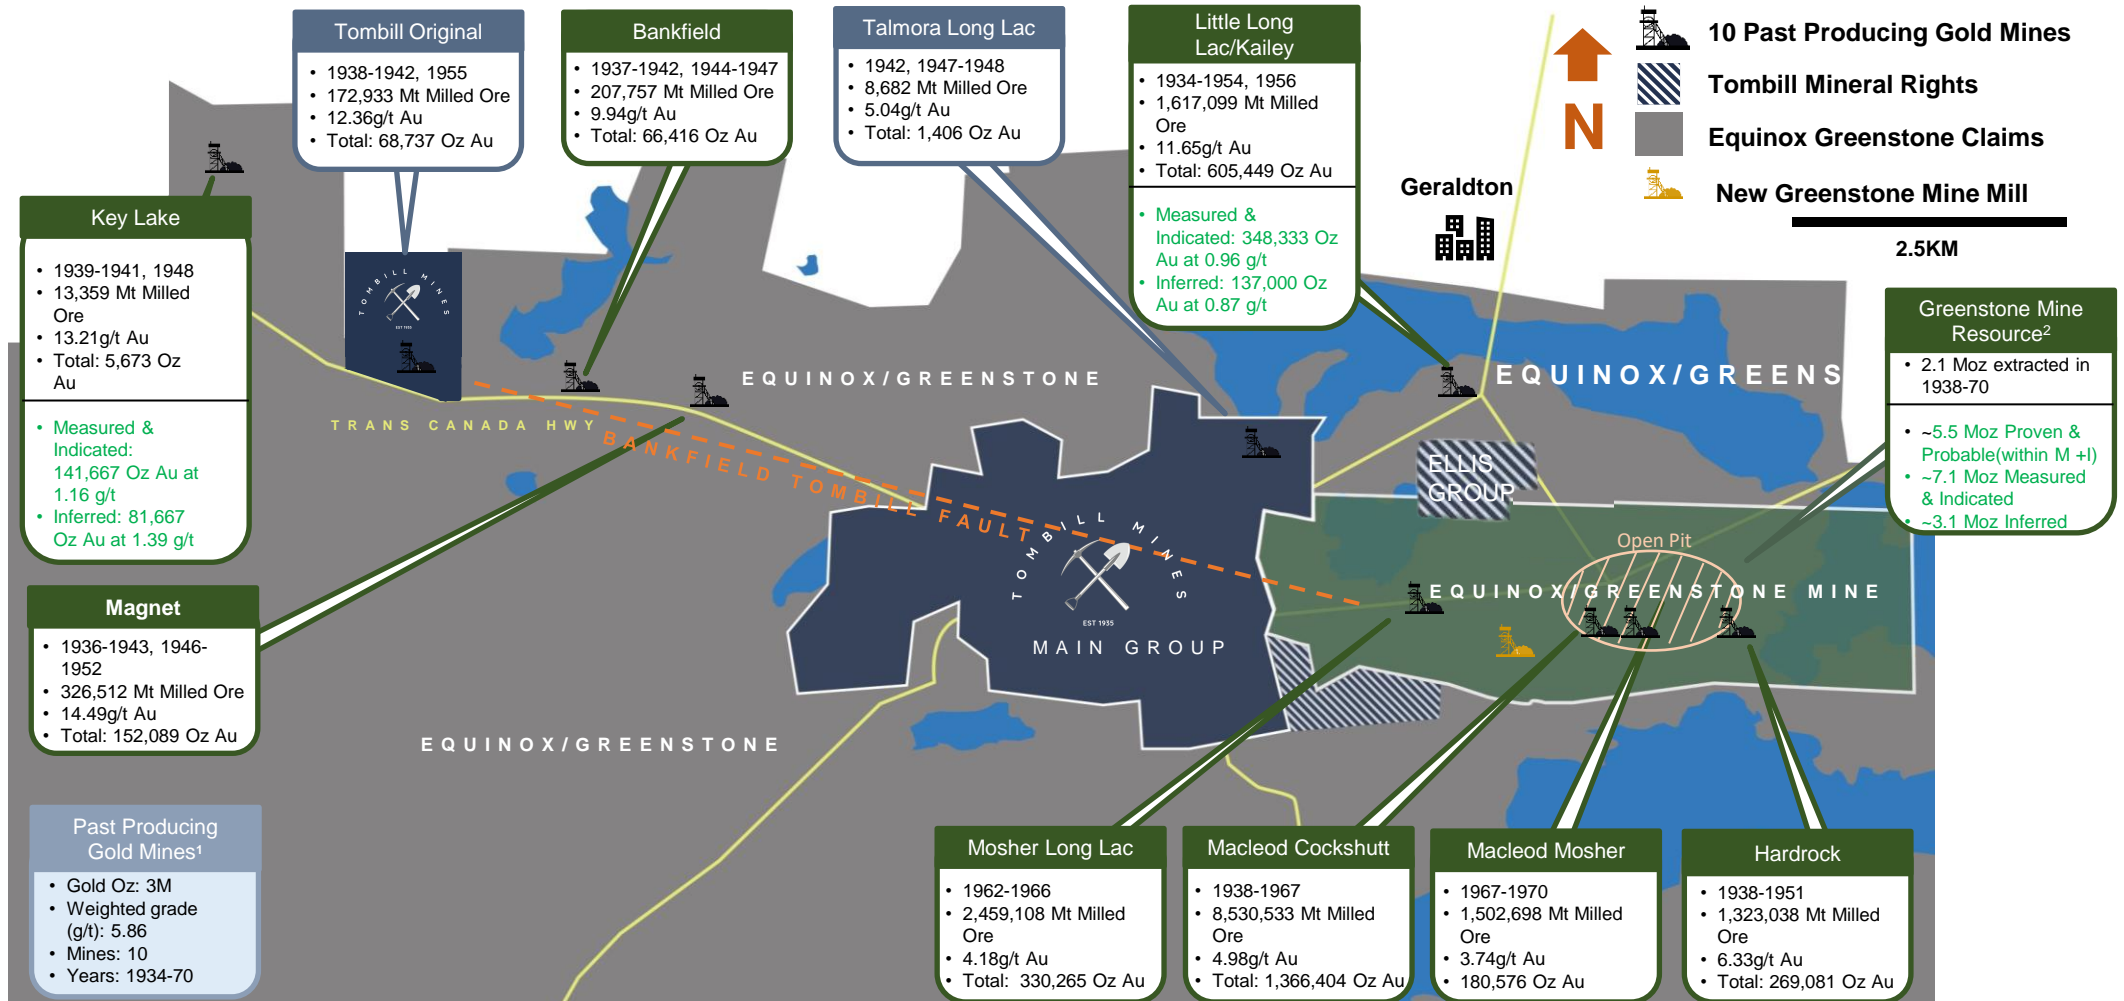 Tombill Original
• 1938-1942, 1955
• 172,933 Mt Milled Ore
• 12.36g/t Au
• Total: 68,737 Oz Au
Bankfield
• 1937-1942, 1944-1947
• 207,757 Mt Milled Ore
• 9.94g/t Au
• Total: 66,416 Oz Au
Talmora Long Lac
• 1942, 1947-1948
• 8,682 Mt Milled Ore
• 5.04g/t Au
• Total: 1,406 Oz Au
Little Long
Lac/Kailey
• 1934-1954, 1956
• 1,617,099 Mt Milled
Ore
• 11.65g/t Au
• Total: 605,449 Oz Au
• Measured &
Indicated: 348,333 Oz
Au at 0.96 g/t
• Inferred: 137,000 Oz
Au at 0.87 g/t
N
10 Past Producing Gold Mines
Tombill Mineral Rights
Equinox Greenstone Claims
New Greenstone Mine Mill
2.5KM
Geraldton
Key Lake
• 1939-1941, 1948
• 13,359 Mt Milled
Ore
• 13.21g/t Au
• Total: 5,673 Oz
Au
• Measured &
Indicated:
141,667 Oz Au at
1.16 g/t
• Inferred: 81,667
Oz Au at 1.39 g/t
TOMBILL MINES
EST 1935
Greenstone Mine
Resource²
• 2.1 Moz extracted in
1938-70
• ~5.5 Moz Proven &
Probable(within M +I)
• ~7.1 Moz Measured
& Indicated
• ~3.1 Moz Inferred
EQUINOX/GREENSTONE
EQUINOX/GREENS
TRANS CANADA HWY
BANKFIELD TOMBILL FAULT
ELLIS
GROUP
TOMBILL MINES
EST 1935
MAIN GROUP
Open Pit
EQUINOX/GREENSTONE MINE
Magnet
• 1936-1943, 1946-
1952
• 326,512 Mt Milled Ore
• 14.49g/t Au
• Total: 152,089 Oz Au
EQUINOX/GREENSTONE
Past Producing
Gold Mines¹
• Gold Oz: 3M
• Weighted grade
(g/t): 5.86
• Mines: 10
• Years: 1934-70
Mosher Long Lac
• 1962-1966
• 2,459,108 Mt Milled
Ore
• 4.18g/t Au
• Total: 330,265 Oz Au
Macleod Cockshutt
• 1938-1967
• 8,530,533 Mt Milled
Ore
• 4.98g/t Au
• Total: 1,366,404 Oz Au
Macleod Mosher
• 1967-1970
• 1,502,698 Mt Milled
Ore
• 3.74g/t Au
• 180,576 Oz Au
Hardrock
• 1938-1951
• 1,323,038 Mt Milled
Ore
• 6.33g/t Au
• Total: 269,081 Oz Au